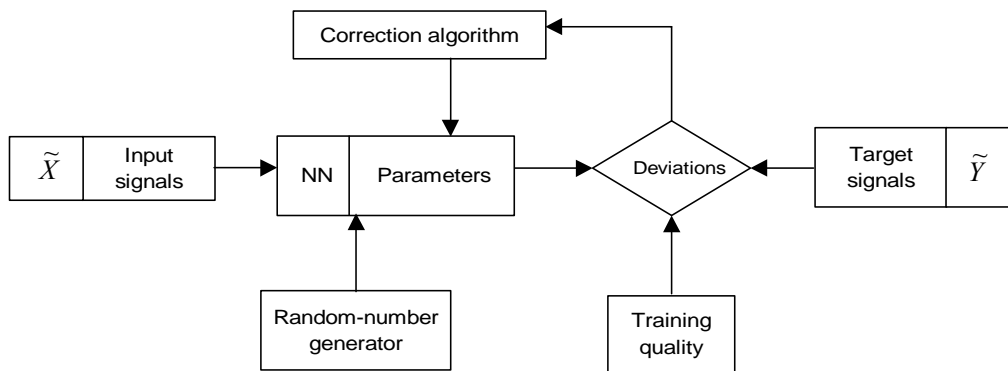 Correction algorithm
X̃
Input
signals
NN
Parameters
Deviations
Target
signals
Ỹ
Random-number
generator
Training
quality